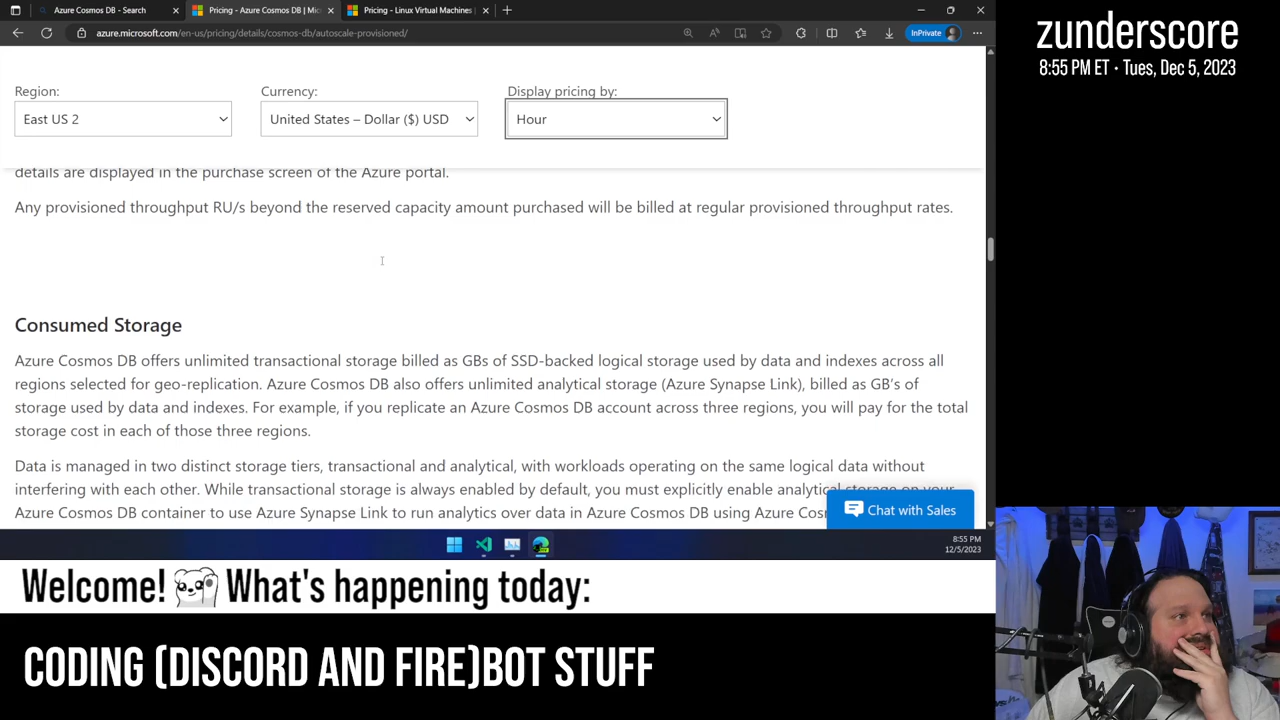 Azure Cosmos DB - Search
Pricing - Azure Cosmos DB | Mic
Pricing - Linux Virtual Machines
azure.microsoft.com/en-us/pricing/details/cosmos-db/autoscale-provisioned/
InPrivate
zunderscore
8:55 PM ET • Tues, Dec 5, 2023
Region:
Currency:
Display pricing by:
East US 2
United States – Dollar ($) USD
Hour
details are displayed in the purchase screen of the Azure portal.
Any provisioned throughput RU/s beyond the reserved capacity amount purchased will be billed at regular provisioned throughput rates.
Consumed Storage
Azure Cosmos DB offers unlimited transactional storage billed as GBs of SSD-backed logical storage used by data and indexes across all
regions selected for geo-replication. Azure Cosmos DB also offers unlimited analytical storage (Azure Synapse Link), billed as GB's of
storage used by data and indexes. For example, if you replicate an Azure Cosmos DB account across three regions, you will pay for the total
storage cost in each of those three regions.
Data is managed in two distinct storage tiers, transactional and analytical, with workloads operating on the same logical data without
interfering with each other. While transactional storage is always enabled by default, you must explicitly enable analytical storage on your
Azure Cosmos DB container to use Azure Synapse Link to run analytics over data in Azure Cosmos DB using Azure
Chat with Sales
8:55 PM
12/5/2023
Welcome! What's happening today:
CODING (DISCORD AND FIRE)BOT STUFF